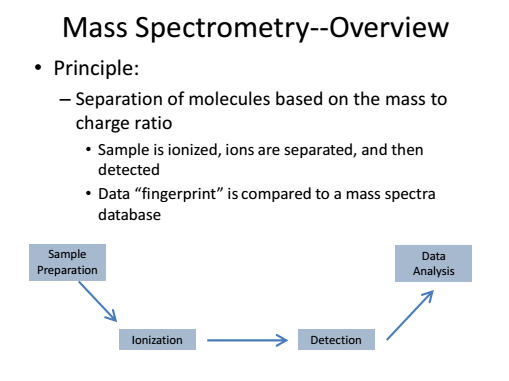 Mass Spectrometry--Overview
• Principle:
– Separation of molecules based on the mass to
charge ratio
• Sample is ionized, ions are separated, and then
detected
• Data “fingerprint” is compared to a mass spectra
database
Sample
Preparation
Data
Analysis
Ionization
Detection